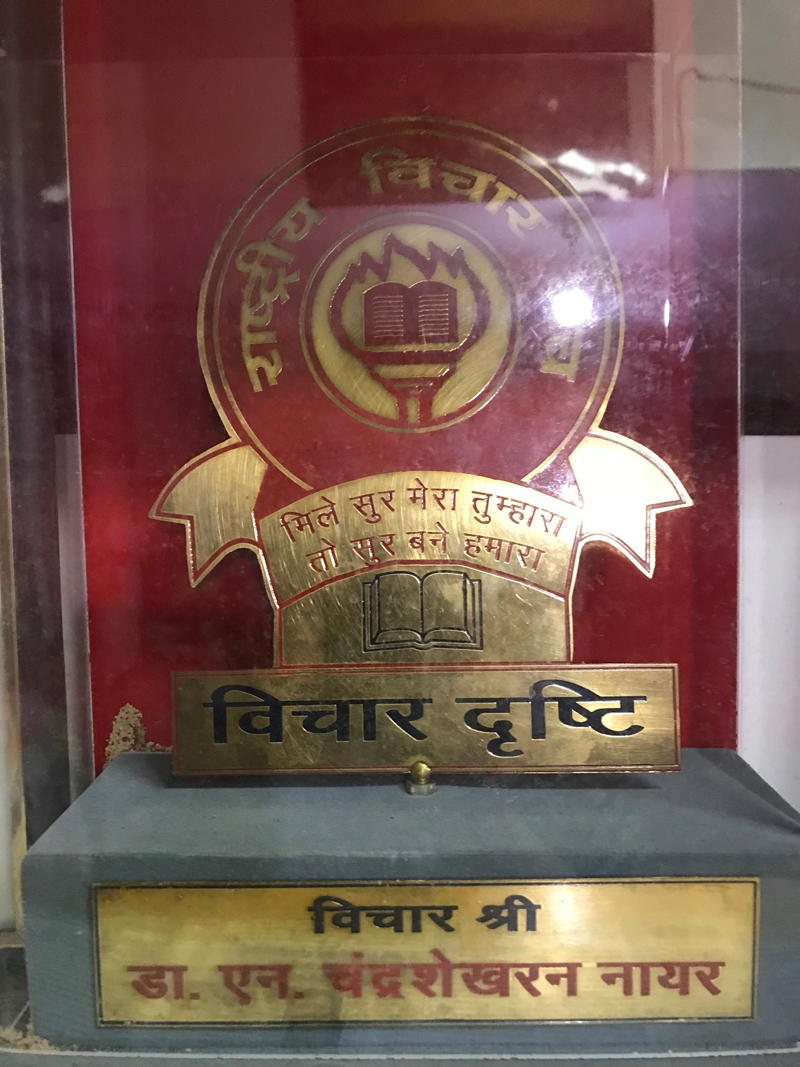 राष्ट्रीय विचार
मिले सुर मेरा तुम्हारा
तो सुर बने हमारा
विचार दृष्टि
विचार श्री
डा. एन. चंद्रशेखरन नायर